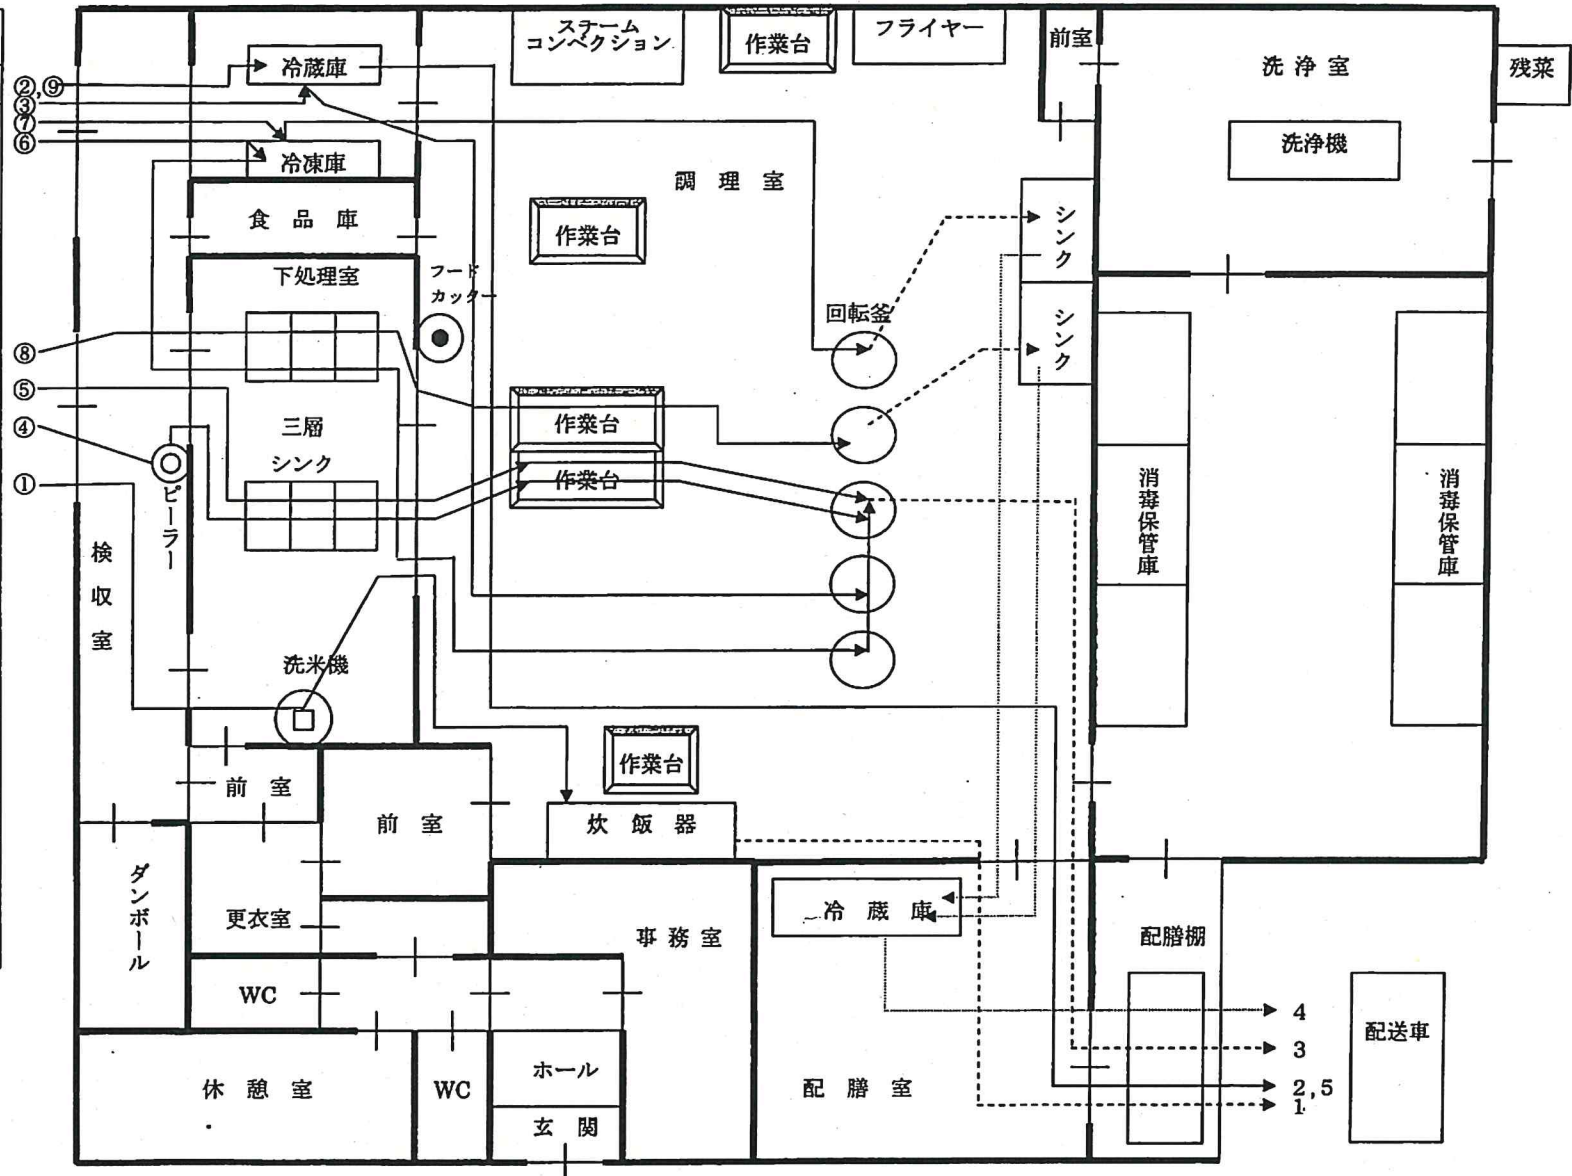 スチーム
コンベクション
作業台
フライヤー
前室
洗 浄 室
残菜
冷蔵庫
②,⑨
③
⑦
⑥
冷凍庫
洗浄機
調 理 室
食 品 庫
作業台
シンク
下処理室
フード
カッター
回転釜
シンク
⑧
⑤
④
三層
シンク
作業台
作業台
①
ピーラー
消毒保管庫
消毒保管庫
検収室
洗米機
作業台
前 室
前 室
炊 飯 器
ダンボール
更衣室
事 務 室
冷 蔵 庫
配膳棚
WC
4
3
2,5
1
配送車
休 憩 室
WC
ホール
玄 関
配 膳 室